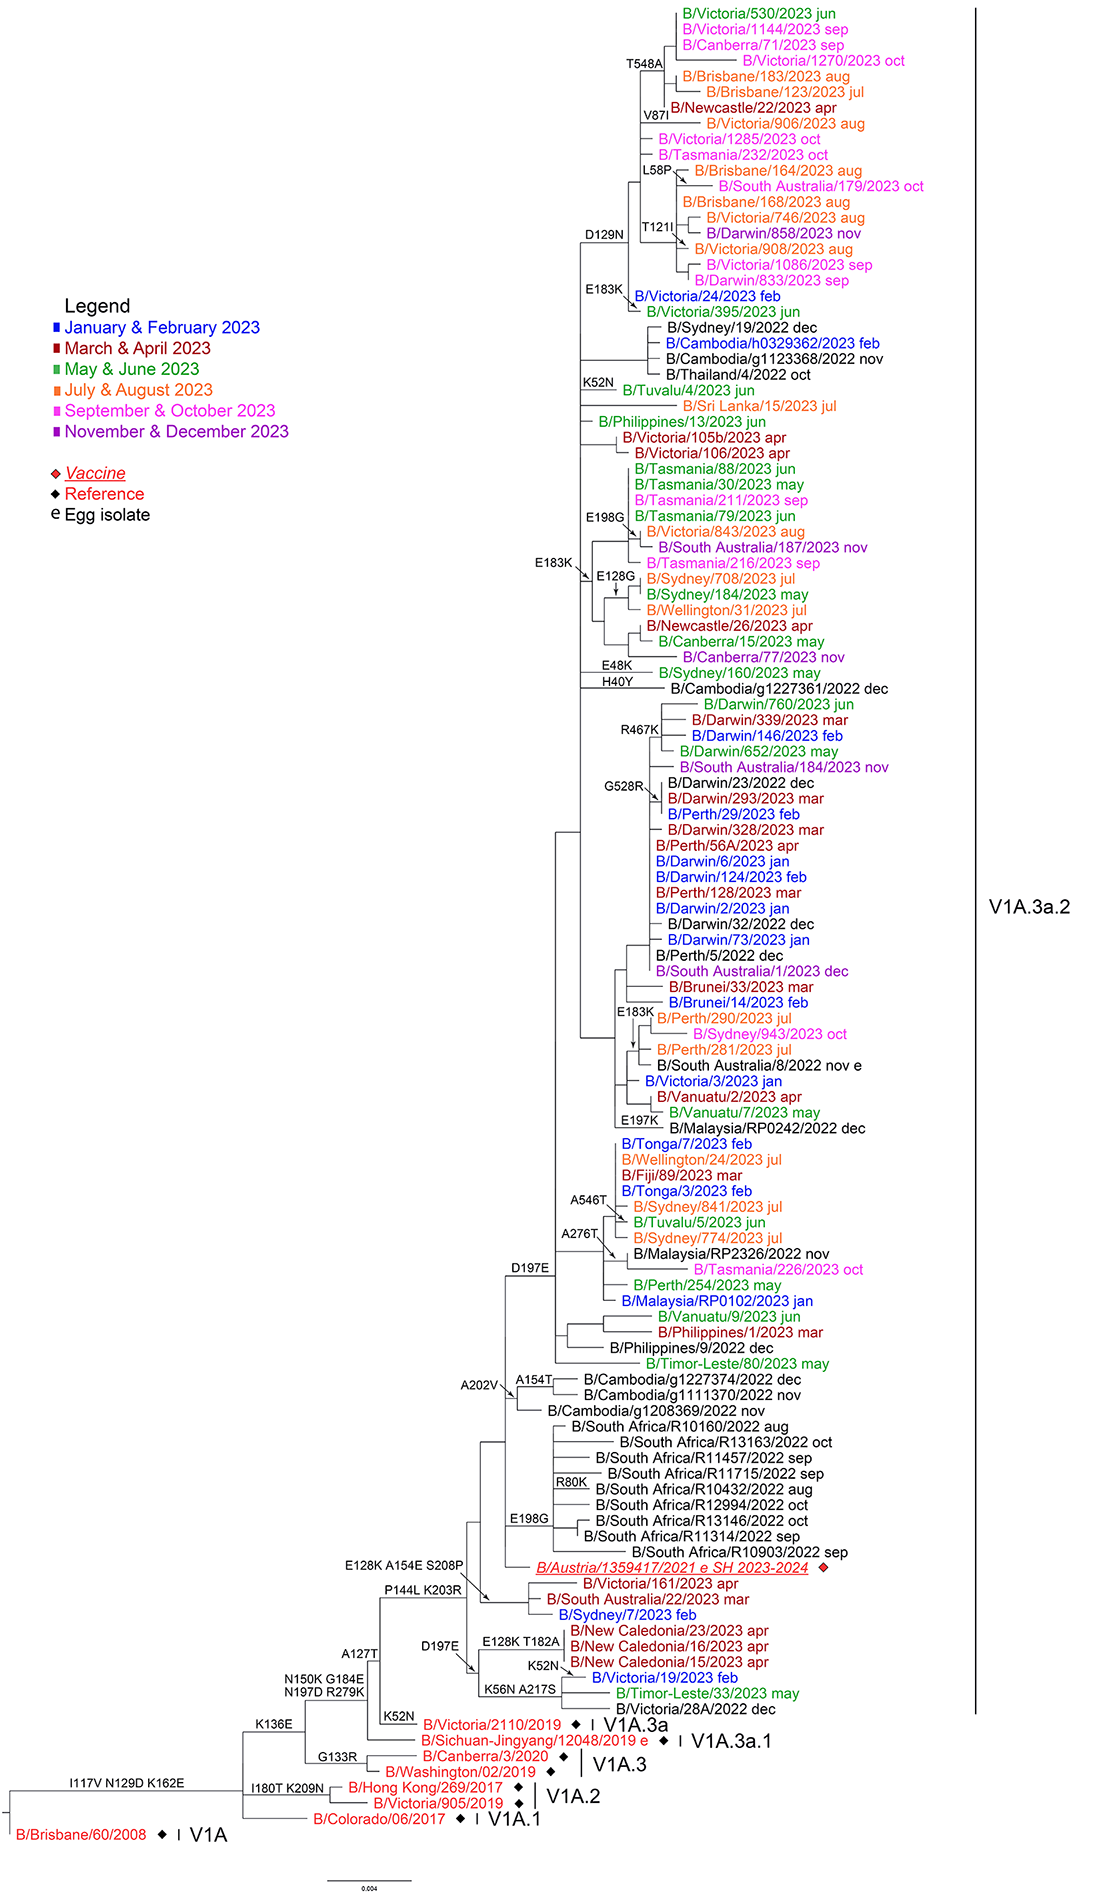 B/Victoria/530/2023 jun
B/Victoria/1144/2023 sep
B/Canberra/71/2023 sep
B/Victoria/1270/2023 oct
T548A
B/Brisbane/183/2023 aug
B/Brisbane/123/2023 jul
B/Newcastle/22/2023 apr
V87I
B/Victoria/906/2023 aug
B/Victoria/1285/2023 oct
B/Tasmania/232/2023 oct
L58P
B/Brisbane/164/2023 aug
B/South Australia/179/2023 oct
B/Brisbane/168/2023 aug
B/Victoria/746/2023 aug
T121I
B/Darwin/858/2023 nov
D129N
B/Victoria/908/2023 aug
B/Victoria/1086/2023 sep
B/Darwin/833/2023 sep
E183K
B/Victoria/24/2023 feb
B/Victoria/395/2023 jun
Legend
January & February 2023
March & April 2023
May & June 2023
July & August 2023
September & October 2023
November & December 2023
Vaccine
Reference
e Egg isolate
B/Sydney/19/2022 dec
B/Cambodia/h0329362/2023 feb
B/Cambodia/g1123368/2022 nov
B/Thailand/4/2022 oct
K52N
B/Tuvalu/4/2023 jun
B/Sri Lanka/15/2023 jul
B/Philippines/13/2023 jun
B/Victoria/105b/2023 apr
B/Victoria/106/2023 apr
B/Tasmania/88/2023 jun
B/Tasmania/30/2023 may
B/Tasmania/211/2023 sep
B/Tasmania/79/2023 jun
E198G
B/Victoria/843/2023 aug
B/South Australia/187/2023 nov
B/Tasmania/216/2023 sep
E183K
E128G
B/Sydney/708/2023 jul
B/Sydney/184/2023 may
B/Wellington/31/2023 jul
B/Newcastle/26/2023 apr
B/Canberra/15/2023 may
B/Canberra/77/2023 nov
E48K
B/Sydney/160/2023 may
H40Y
B/Cambodia/g1227361/2022 dec
B/Darwin/760/2023 jun
B/Darwin/339/2023 mar
R467K
B/Darwin/146/2023 feb
B/Darwin/652/2023 may
B/South Australia/184/2023 nov
G528R
B/Darwin/23/2022 dec
B/Darwin/293/2023 mar
B/Perth/29/2023 feb
B/Darwin/328/2023 mar
B/Perth/56A/2023 apr
B/Darwin/6/2023 jan
B/Darwin/124/2023 feb
B/Perth/128/2023 mar
B/Darwin/2/2023 jan
V1A.3a.2
B/Darwin/32/2022 dec
B/Darwin/73/2023 jan
B/Perth/5/2022 dec
B/South Australia/1/2023 dec
B/Brunei/33/2023 mar
B/Brunei/14/2023 feb
E183K
B/Perth/290/2023 jul
B/Sydney/943/2023 oct
B/Perth/281/2023 jul
B/South Australia/8/2022 nov e
B/Victoria/3/2023 jan
B/Vanuatu/2/2023 apr
B/Vanuatu/7/2023 may
E197K
B/Malaysia/RP0242/2022 dec
B/Tonga/7/2023 feb
B/Wellington/24/2023 jul
B/Fiji/89/2023 mar
B/Tonga/3/2023 feb
A546T
B/Sydney/841/2023 jul
B/Tuvalu/5/2023 jun
A276T
B/Sydney/774/2023 jul
B/Malaysia/RP2326/2022 nov
D197E
B/Tasmania/226/2023 oct
B/Perth/254/2023 may
B/Malaysia/RP0102/2023 jan
B/Vanuatu/9/2023 jun
B/Philippines/1/2023 mar
B/Philippines/9/2022 dec
B/Timor-Leste/80/2023 may
A202V
A154T
B/Cambodia/g1227374/2022 dec
B/Cambodia/g1111370/2022 nov
B/Cambodia/g1208369/2022 nov
B/South Africa/R10160/2022 aug
B/South Africa/R13163/2022 oct
B/South Africa/R11457/2022 sep
B/South Africa/R11715/2022 sep
R80K
B/South Africa/R10432/2022 aug
B/South Africa/R12994/2022 oct
E198G
B/South Africa/R13146/2022 oct
B/South Africa/R11314/2022 sep
B/South Africa/R10903/2022 sep
E128K A154E S208P
B/Austria/1359417/2021 e SH 2023-2024
P144L K203R
B/Victoria/161/2023 apr
B/South Australia/22/2023 mar
B/Sydney/7/2023 feb
D197E
E128K T182A
B/New Caledonia/23/2023 apr
B/New Caledonia/16/2023 apr
B/New Caledonia/15/2023 apr
A127T
K52N
B/Victoria/19/2023 feb
K56N A217S
B/Timor-Leste/33/2023 may
B/Victoria/28A/2022 dec
N150K G184E
N197D R279K
K52N
B/Victoria/2110/2019
V1A.3a
K136E
B/Sichuan-Jingyang/12048/2019 e
V1A.3a.1
G133R
B/Canberra/3/2020
B/Washington/02/2019
V1A.3
I117V N129D K162E
I180T K209N
B/Hong Kong/269/2017
B/Victoria/905/2019
V1A.2
B/Colorado/06/2017
V1A.1
B/Brisbane/60/2008
V1A
0.004